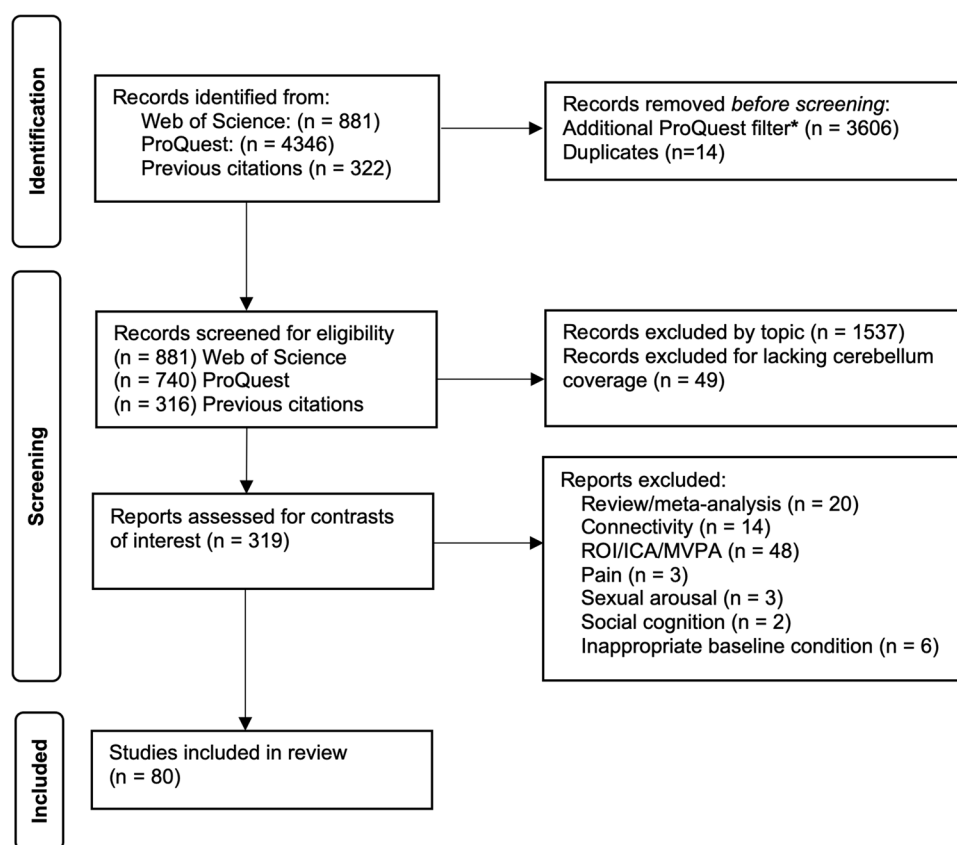 Identification
Records identified from:
Web of Science: (n = 881)
ProQuest: (n = 4346)
Previous citations (n = 322)
Records removed before screening:
Additional ProQuest filter* (n = 3606)
Duplicates (n=14)
Screening
Records screened for eligibility
(n = 881) Web of Science
(n = 740) ProQuest
(n = 316) Previous citations
Records excluded by topic (n = 1537)
Records excluded for lacking cerebellum
coverage (n = 49)
Reports assessed for contrasts
of interest (n = 319)
Reports excluded:
Review/meta-analysis (n = 20)
Connectivity (n = 14)
ROI/ICA/MVPA (n = 48)
Pain (n = 3)
Sexual arousal (n = 3)
Social cognition (n = 2)
Inappropriate baseline condition (n = 6)
Included
Studies included in review
(n = 80)